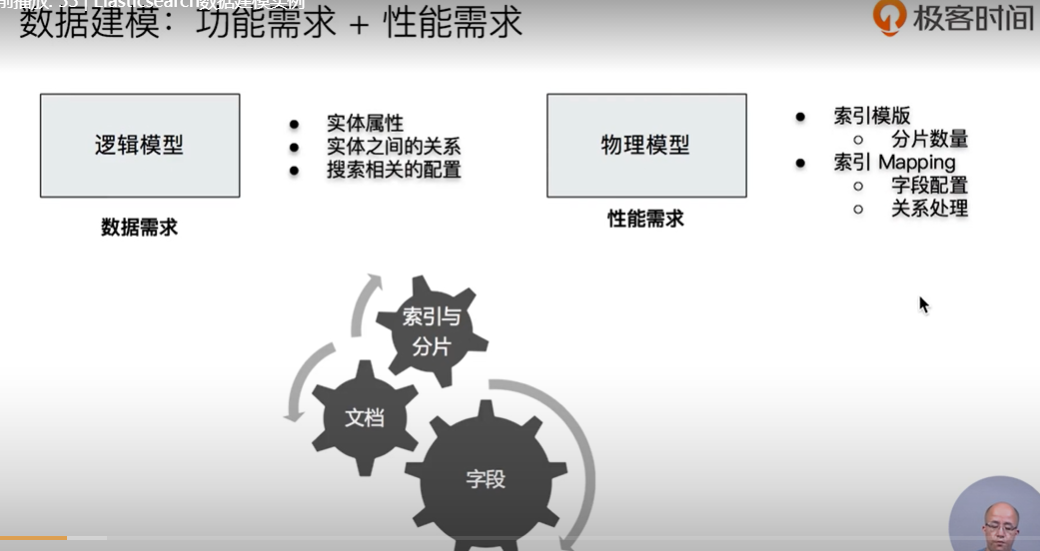 前播放: 55 | Elasticsearch数据建模实例
数据建模：功能需求 + 性能需求
极客时间
逻辑模型
数据需求
● 实体属性
● 实体之间的关系
● 搜索相关的配置
物理模型
性能需求
● 索引模版
○ 分片数量
● 索引 Mapping
○ 字段配置
○ 关系处理
索引与
分片
文档
字段